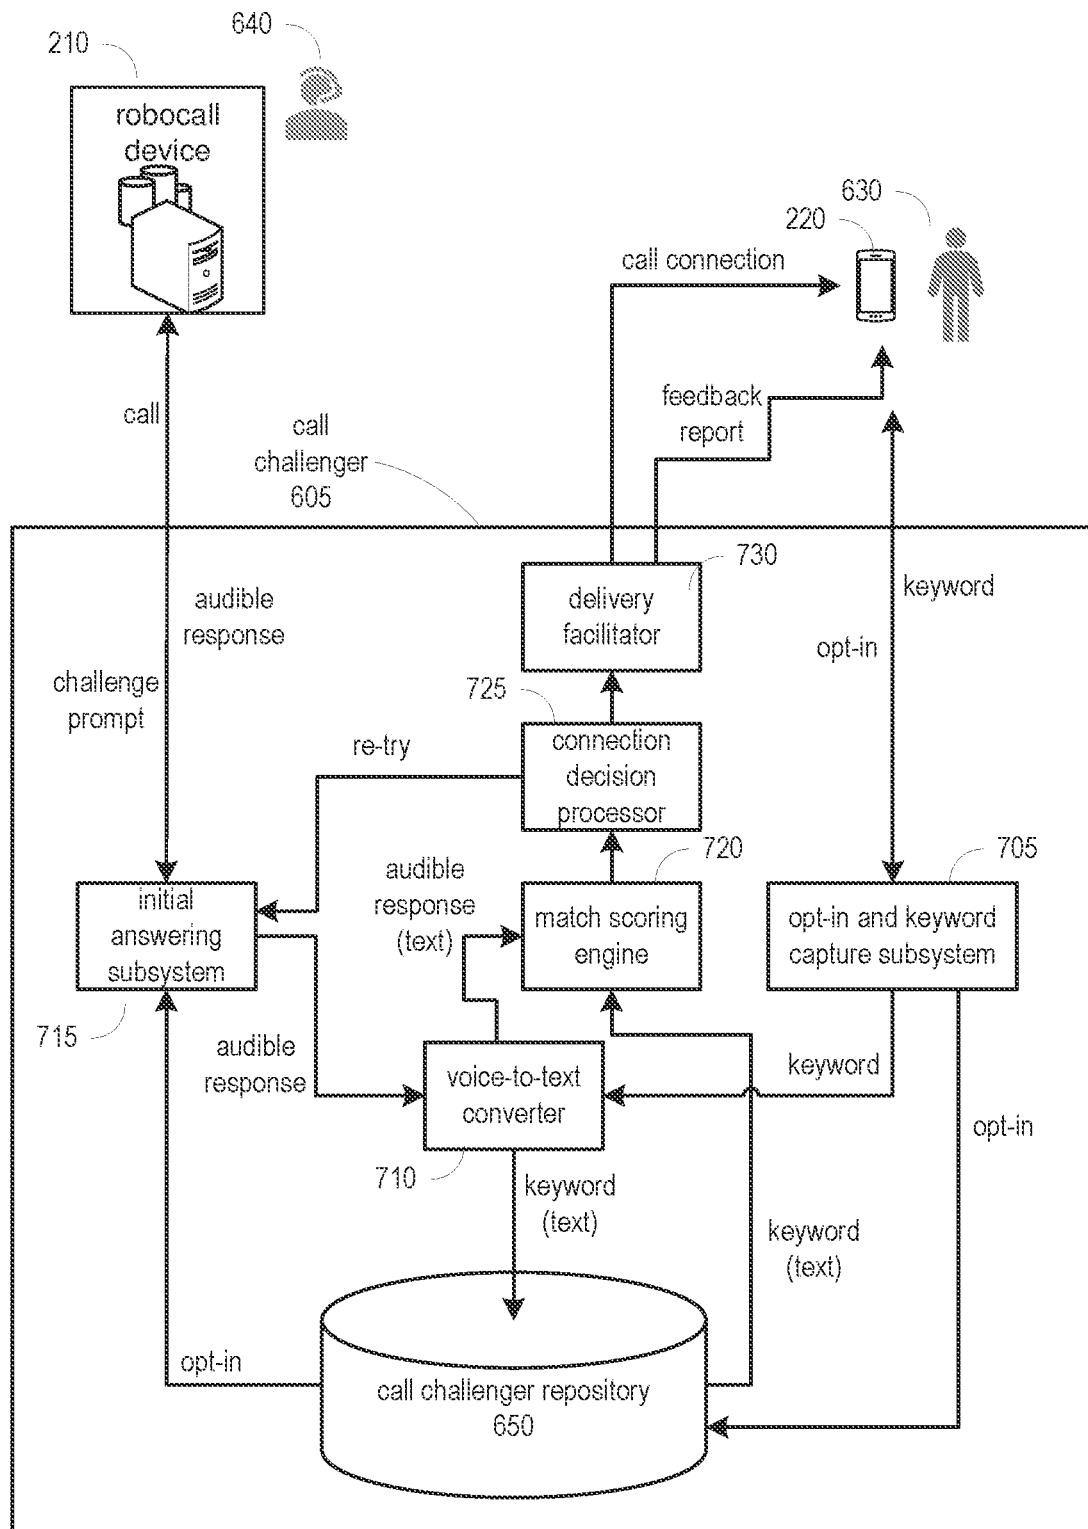 640
210
robocall
device
630
220
call connection
feedback
report
call
call
challenger
605
730
keyword
audible
response
delivery
facilitator
opt-in
challenge
prompt
725
re-try
connection
decision
processor
720
705
audible
response
(text)
initial
answering
subsystem
match scoring
engine
opt-in and keyword
capture subsystem
715
audible
response
voice-to-text
converter
keyword
opt-in
710
keyword
(text)
keyword
(text)
opt-in
call challenger repository
650